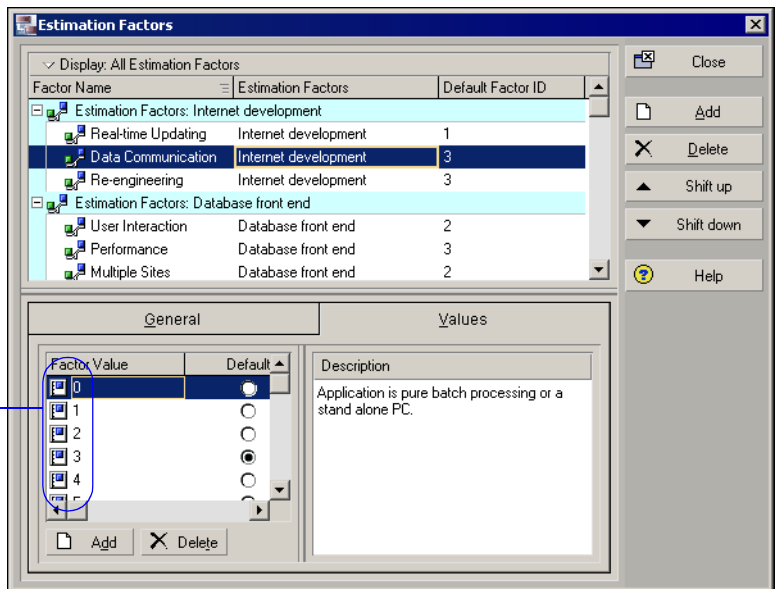 Estimation Factors
Display: All Estimation Factors
Factor Name Estimation Factors Default Factor ID
Estimation Factors: Internet development
Real-time Updating Internet development 1
Data Communication Internet development 3
Re-engineering Internet development 3
Estimation Factors: Database front end
User Interaction Database front end 2
Performance Database front end 3
Multiple Sites Database front end 2
Close
Add
Delete
Shift up
Shift down
Help
General
Values
Factor Value Default
0
1
2
3
4
Add Delete
Description
Application is pure batch processing or a
stand alone PC.